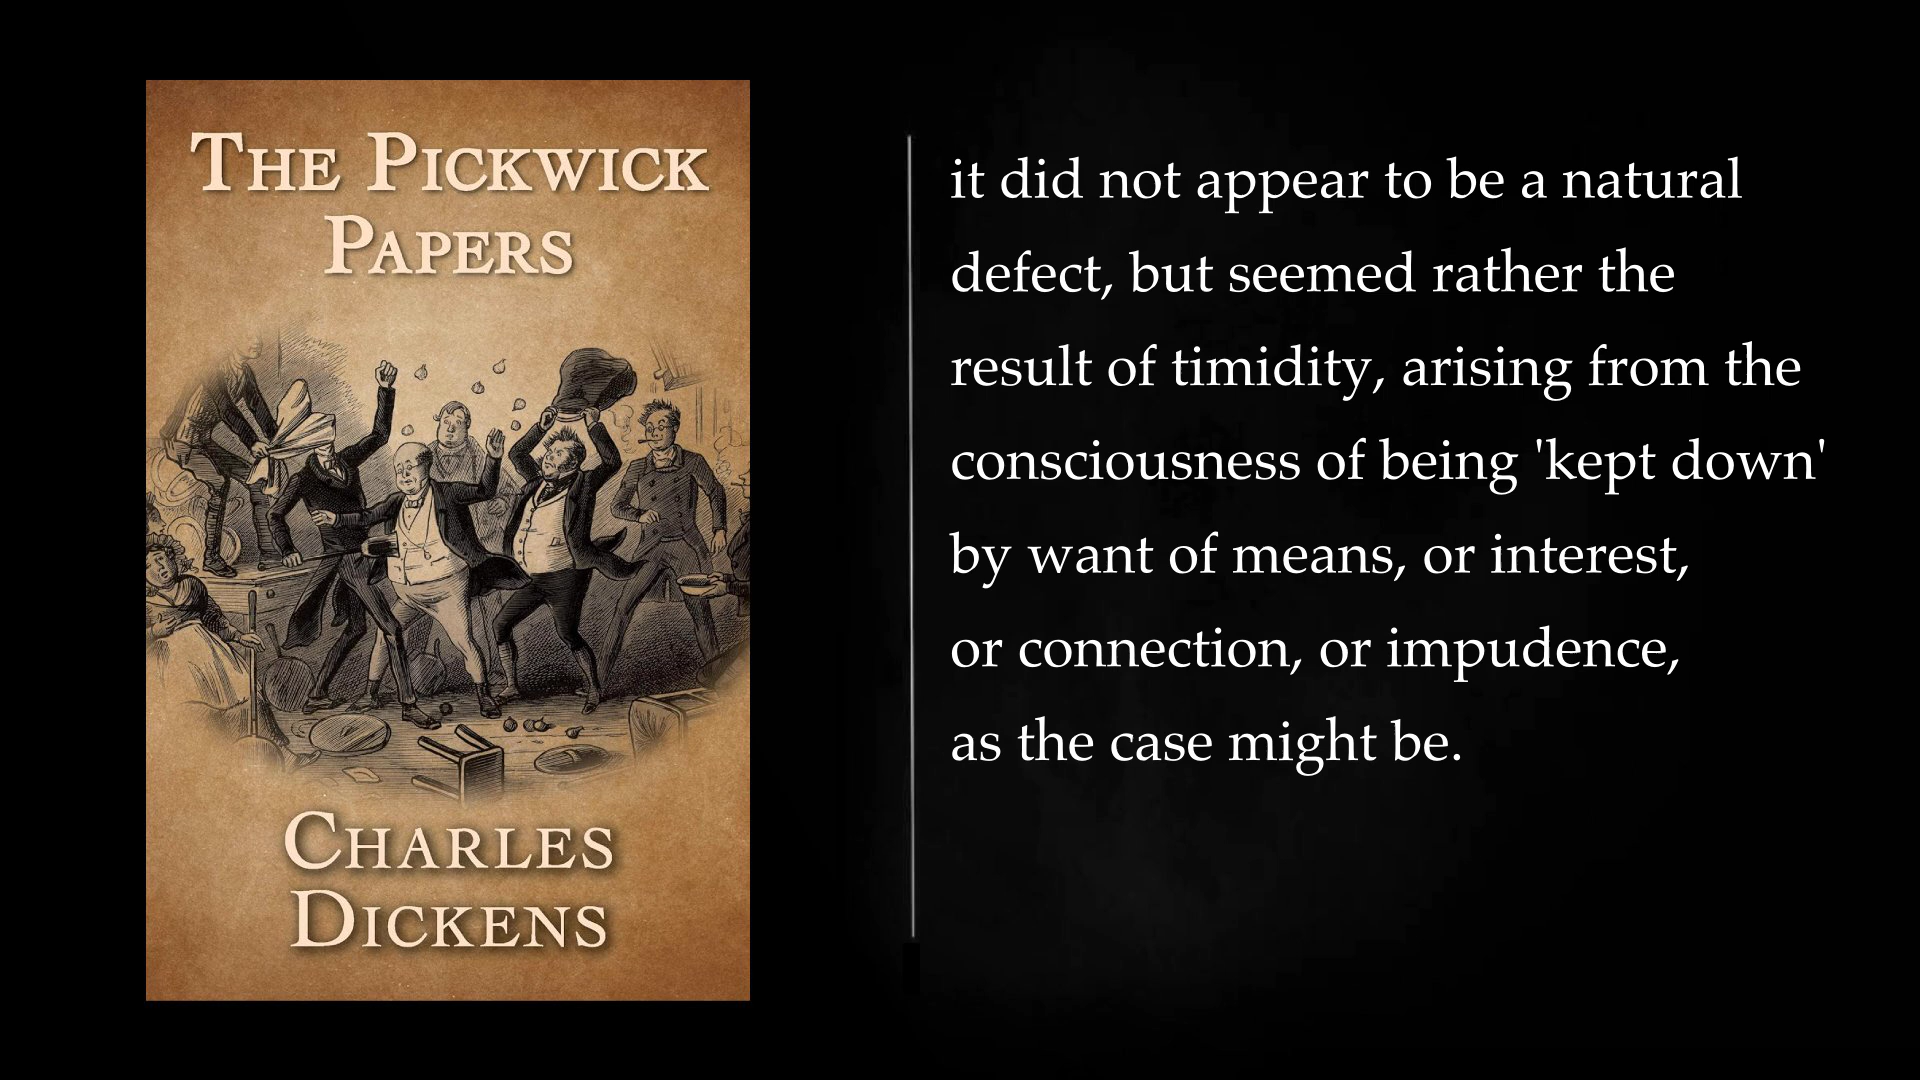 THE PICKWICK
PAPERS
CHARLES
DICKENS
it did not appear to be a natural
defect, but seemed rather the
result of timidity, arising from the
consciousness of being 'kept down'
by want of means, or interest,
or connection, or impudence,
as the case might be.